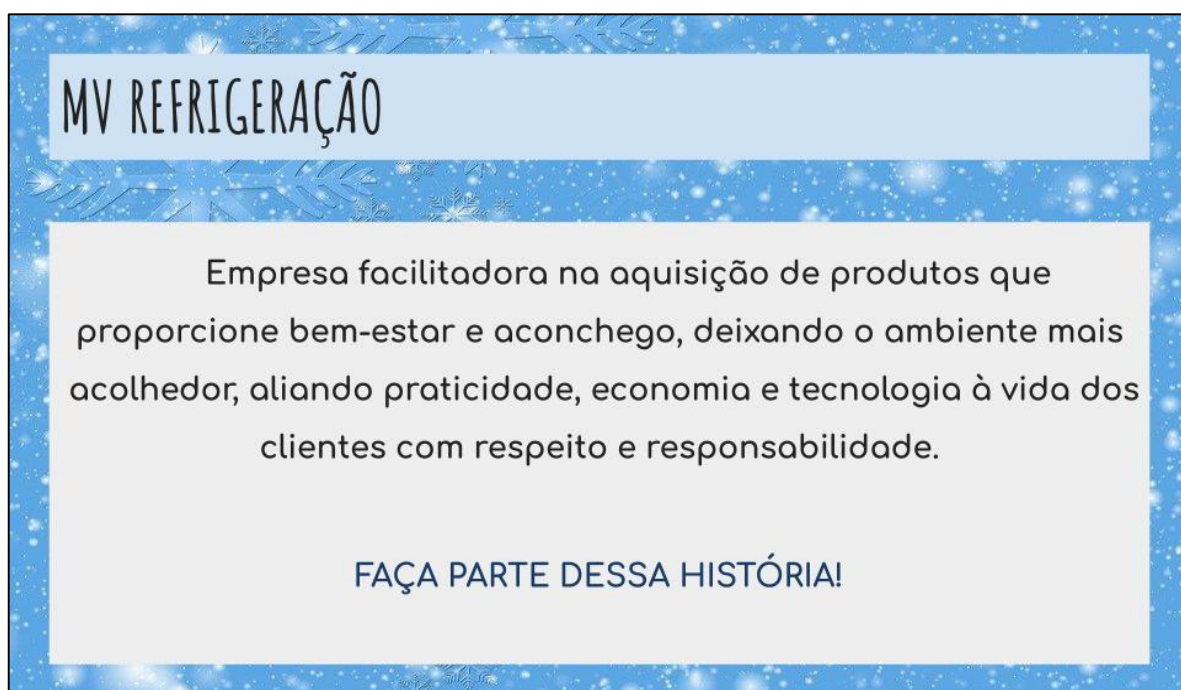 MV REFRIGERAÇÃO
Empresa facilitadora na aquisição de produtos que
proporcione bem-estar e aconchego, deixando o ambiente mais
acolhedor, aliando praticidade, economia e tecnologia à vida dos
clientes com respeito e responsabilidade.
FAÇA PARTE DESSA HISTÓRIA!